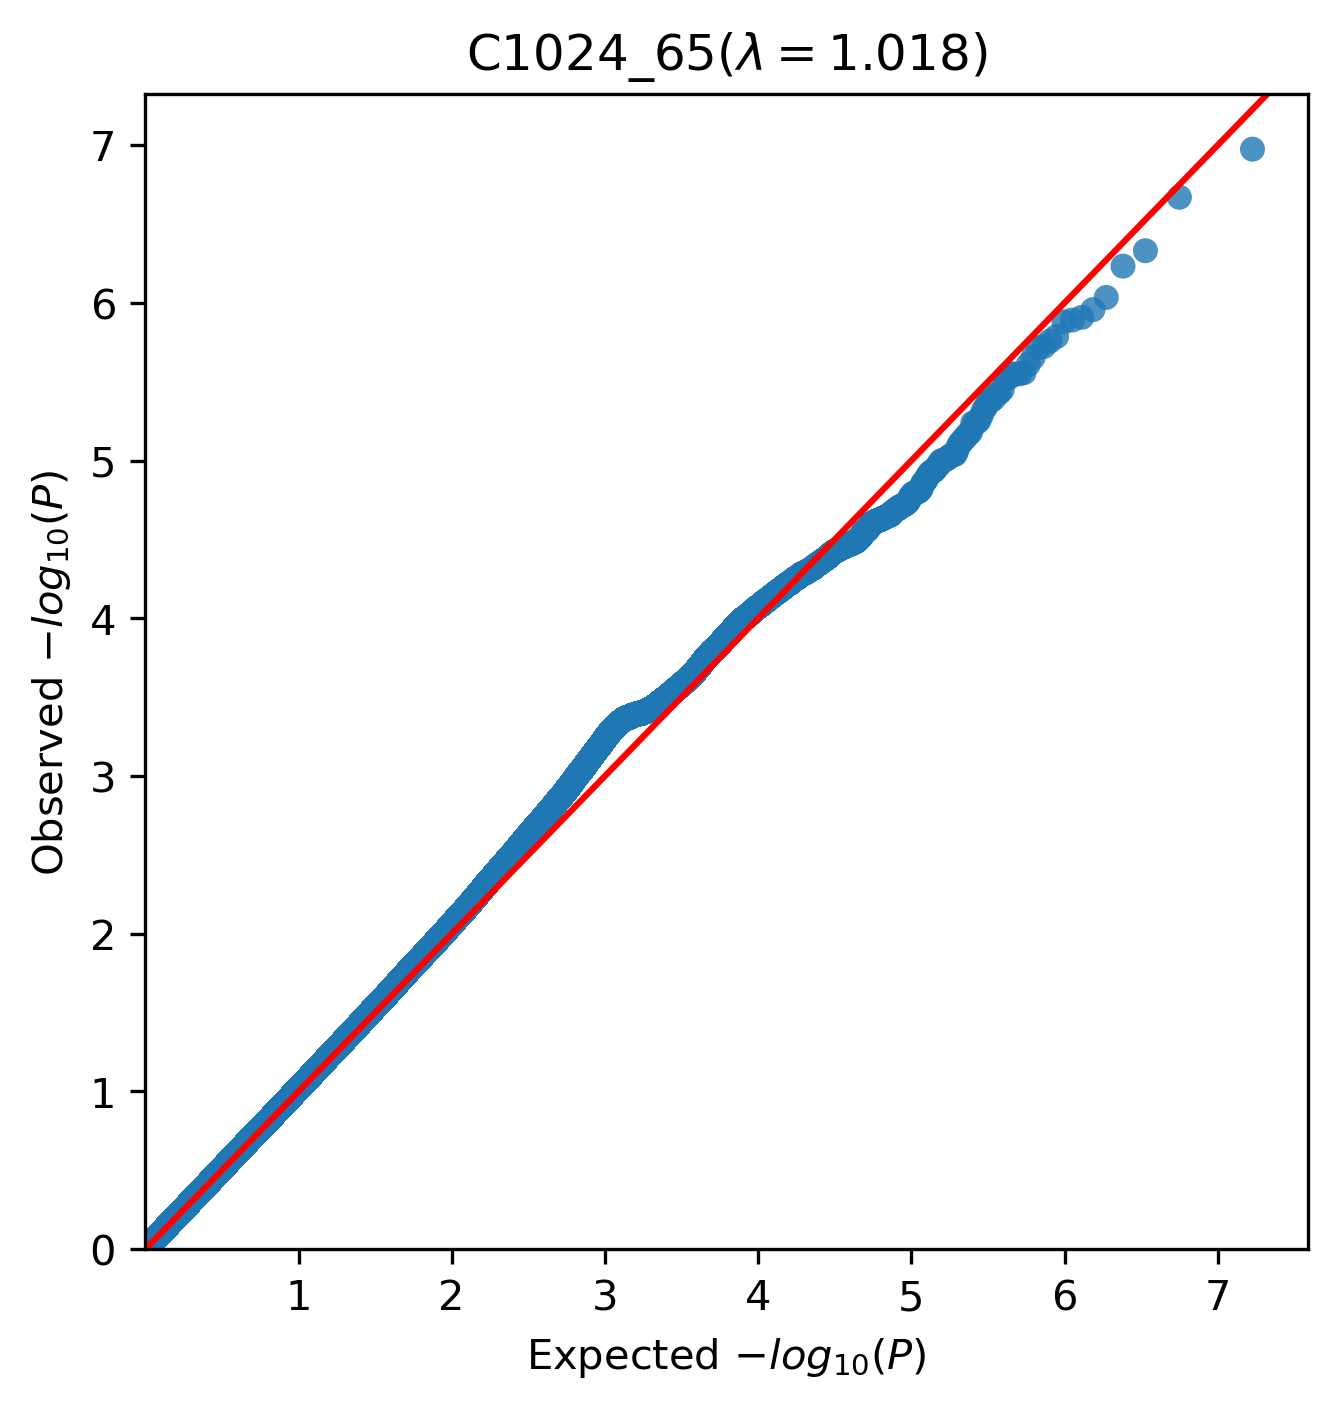 C1024_65(λ = 1.018)
7
6
5
4
3
2
1
0
Observed −log₁₀(P)
1 2 3 4 5 6 7
Expected −log₁₀(P)